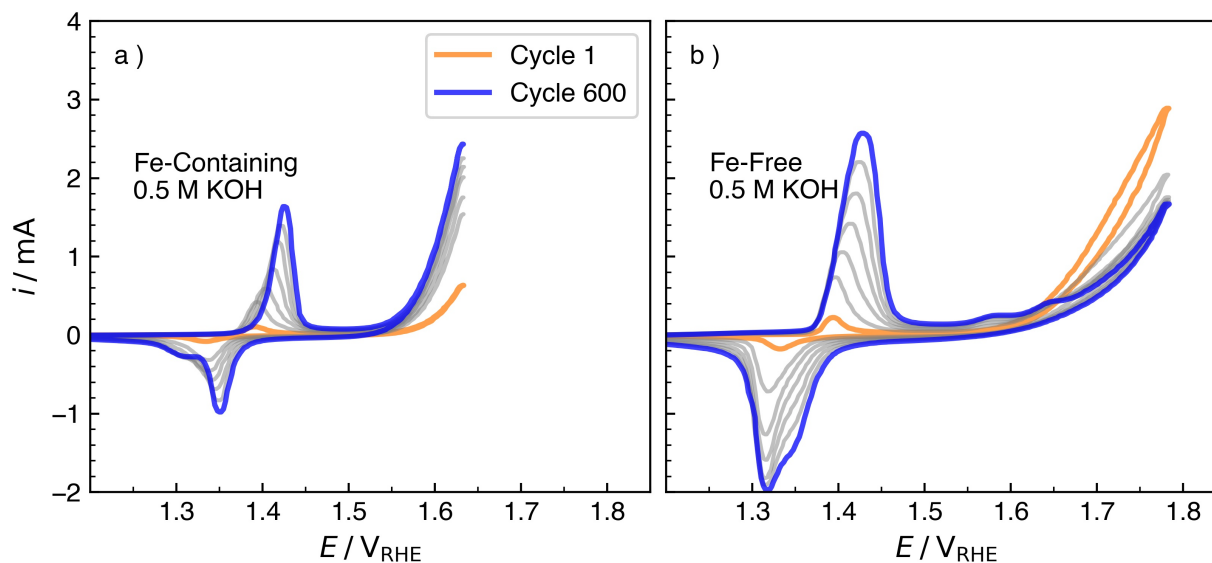 a )
Cycle 1
Cycle 600
Fe-Containing
0.5 M KOH
4
3
2
1
0
−1
−2
i / mA
1.3
1.4
1.5
1.6
1.7
1.8
E / VRHE
b )
Fe-Free
0.5 M KOH
1.3
1.4
1.5
1.6
1.7
1.8
E / VRHE